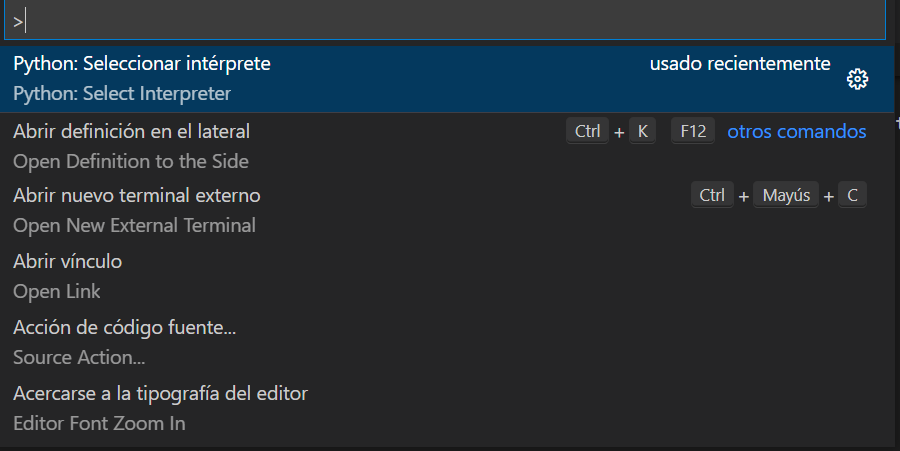 >
Python: Seleccionar intérprete usado recientemente
Python: Select Interpreter
Abrir definición en el lateral Ctrl + K F12 otros comandos
Open Definition to the Side
Abrir nuevo terminal externo Ctrl + Mayús + C
Open New External Terminal
Abrir vínculo
Open Link
Acción de código fuente...
Source Action...
Acercarse a la tipografía del editor
Editor Font Zoom In